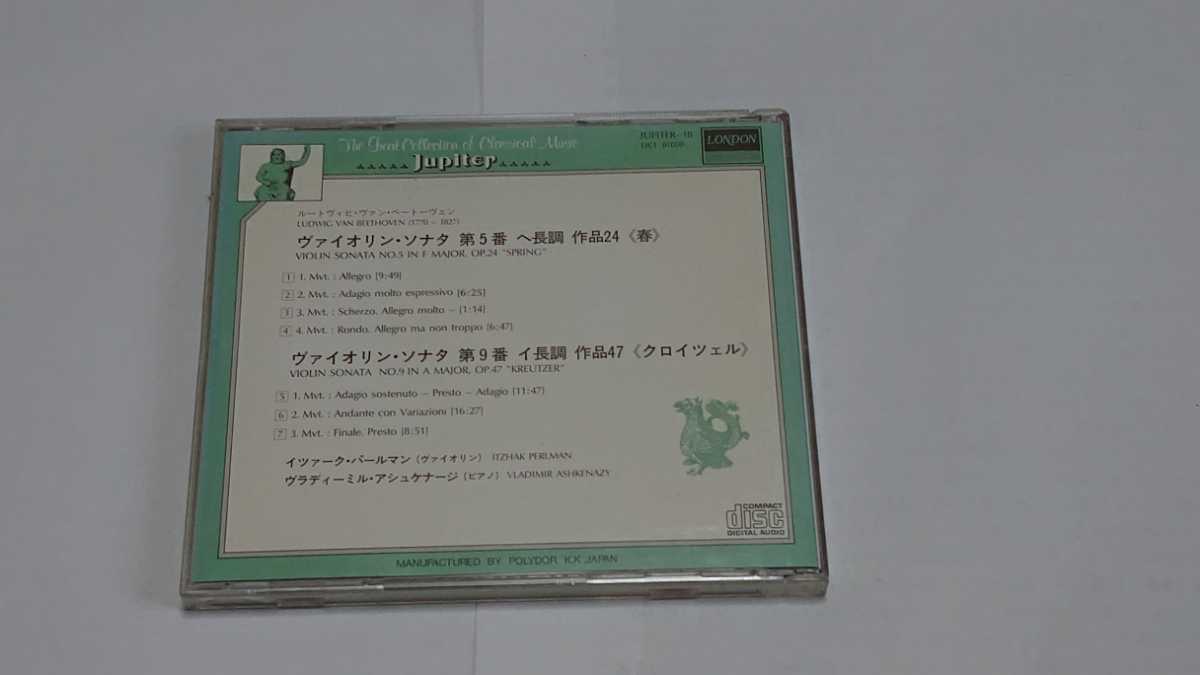 The Great Collection of Classical Music
Jupiter
JUPITER-
LONDON
ルートヴィヒ・ヴァン・ベートーヴェン
LUDWIG VAN BEETHOVEN (1770 – 1827)
ヴァイオリン・ソナタ 第5番 ヘ長調 作品24《春》
VIOLIN SONATA NO.5 IN F MAJOR, OP.24 "SPRING"
1 1. Mvt. : Allegro [9:49]
2 2. Mvt. : Adagio molto espressivo [6:25]
3 3. Mvt. : Scherzo. Allegro molto – [1:14]
4 4. Mvt. : Rondo. Allegro ma non troppo [6:47]
ヴァイオリン・ソナタ 第9番 イ長調 作品47《クロイツェル》
VIOLIN SONATA NO.9 IN A MAJOR, OP.47 "KREUTZER"
5 1. Mvt. : Adagio sostenuto – Presto – Adagio [11:47]
6 2. Mvt. : Andante con Variazioni [16:27]
7 3. Mvt. : Finale. Presto [8:51]
イツァーク・パールマン (ヴァイオリン) ITZHAK PERLMAN
ヴラディーミル・アシュケナージ (ピアノ) VLADIMIR ASHKENAZY
COMPACT
disc
DIGITAL AUDIO
MANUFACTURED BY POLYDOR K.K. JAPAN